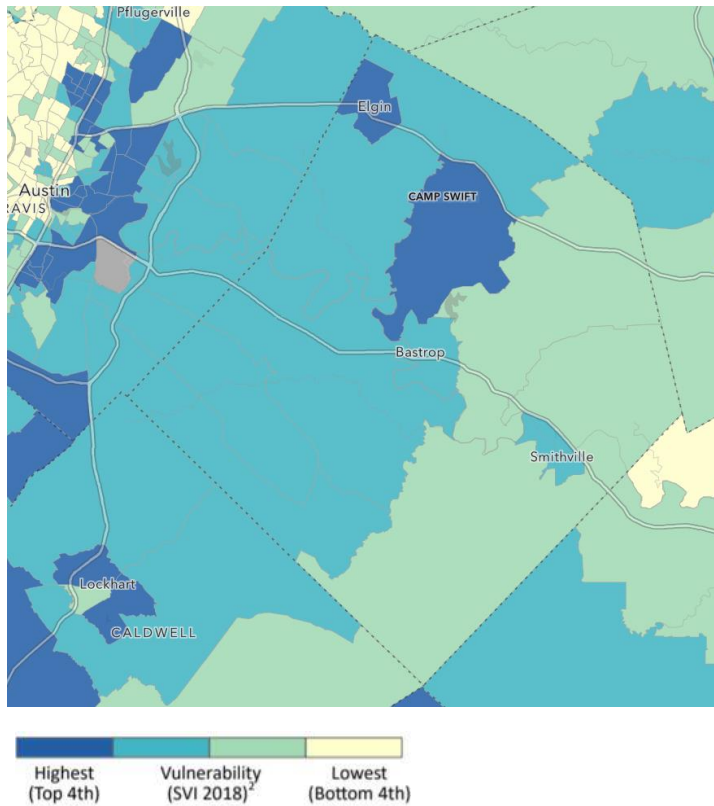 Pflugerville
Elgin
CAMP SWIFT
Austin
RAVIS
Bastrop
Smithville
Lockhart
CALDWELL
Highest
(Top 4th)
Vulnerability
(SVI 2018)2
Lowest
(Bottom 4th)